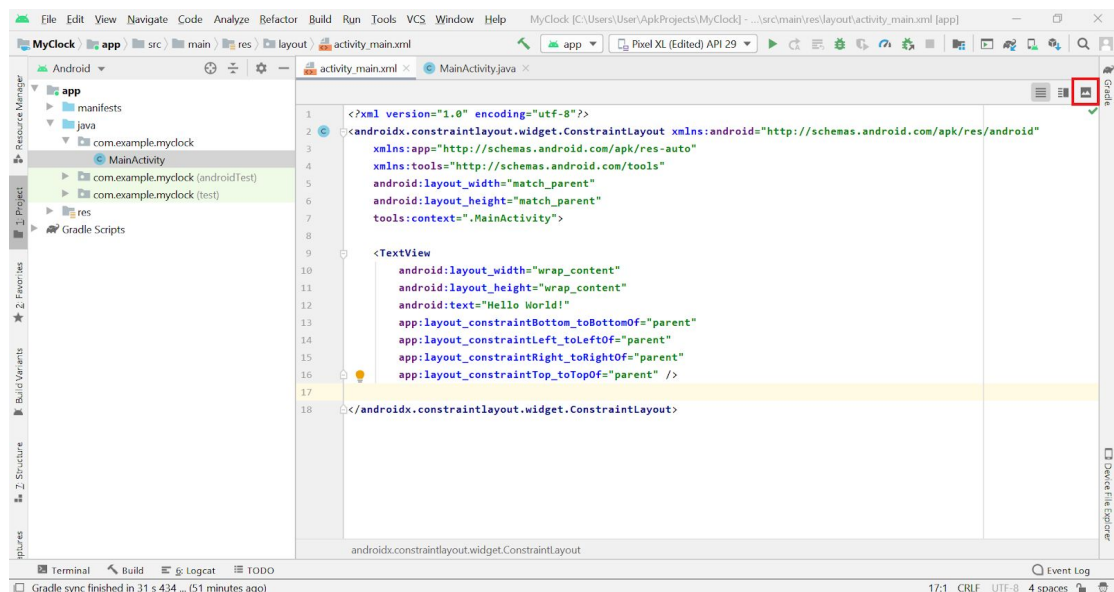 File Edit View Navigate Code Analyze Refactor Build Run Tools VCS Window Help MyClock [C:\Users\User\ApkProjects\MyClock] - ...\src\main\res\layout\activity_main.xml [app]
MyClock app src main res layout activity_main.xml app Pixel XL (Edited) API 29
Android
activity_main.xml MainActivity.java
app
manifests
java
com.example.myclock
MainActivity
com.example.myclock (androidTest)
com.example.myclock (test)
res
Gradle Scripts
1 <?xml version="1.0" encoding="utf-8"?>
2 <androidx.constraintlayout.widget.ConstraintLayout xmlns:android="http://schemas.android.com/apk/res/android"
3 xmlns:app="http://schemas.android.com/apk/res-auto"
4 xmlns:tools="http://schemas.android.com/tools"
5 android:layout_width="match_parent"
6 android:layout_height="match_parent"
7 tools:context=".MainActivity">
8
9 <TextView
10 android:layout_width="wrap_content"
11 android:layout_height="wrap_content"
12 android:text="Hello World!"
13 app:layout_constraintBottom_toBottomOf="parent"
14 app:layout_constraintLeft_toLeftOf="parent"
15 app:layout_constraintRight_toRightOf="parent"
16 app:layout_constraintTop_toTopOf="parent" />
17
18 </androidx.constraintlayout.widget.ConstraintLayout>
androidx.constraintlayout.widget.ConstraintLayout
Resource Manager
1: Project
2: Favorites
Build Variants
7: Structure
ptures
Gradle
Device File Explorer
Terminal Build 6: Logcat TODO Event Log
Gradle sync finished in 31 s 434 ... (51 minutes ago) 17:1 CRLF UTF-8 4 spaces